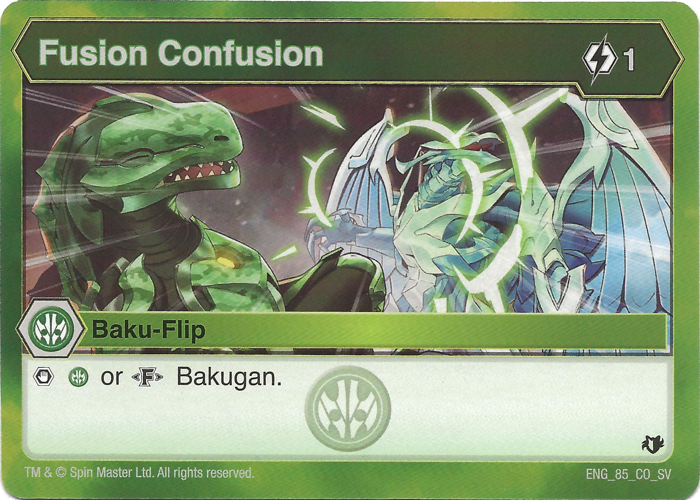 Fusion Confusion
1
Baku-Flip
or F Bakugan.
TM & © Spin Master Ltd. All rights reserved.
ENG_85_CO_SV